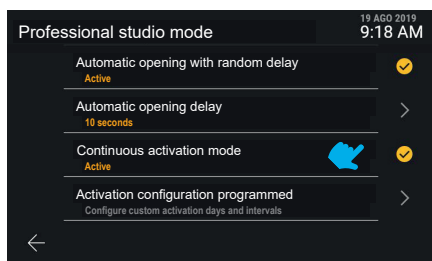 19 AGO 2019
Professional studio mode 9:18 AM
Automatic opening with random delay
Active
Automatic opening delay
10 seconds
Continuous activation mode
Active
Activation configuration programmed
Configure custom activation days and intervals